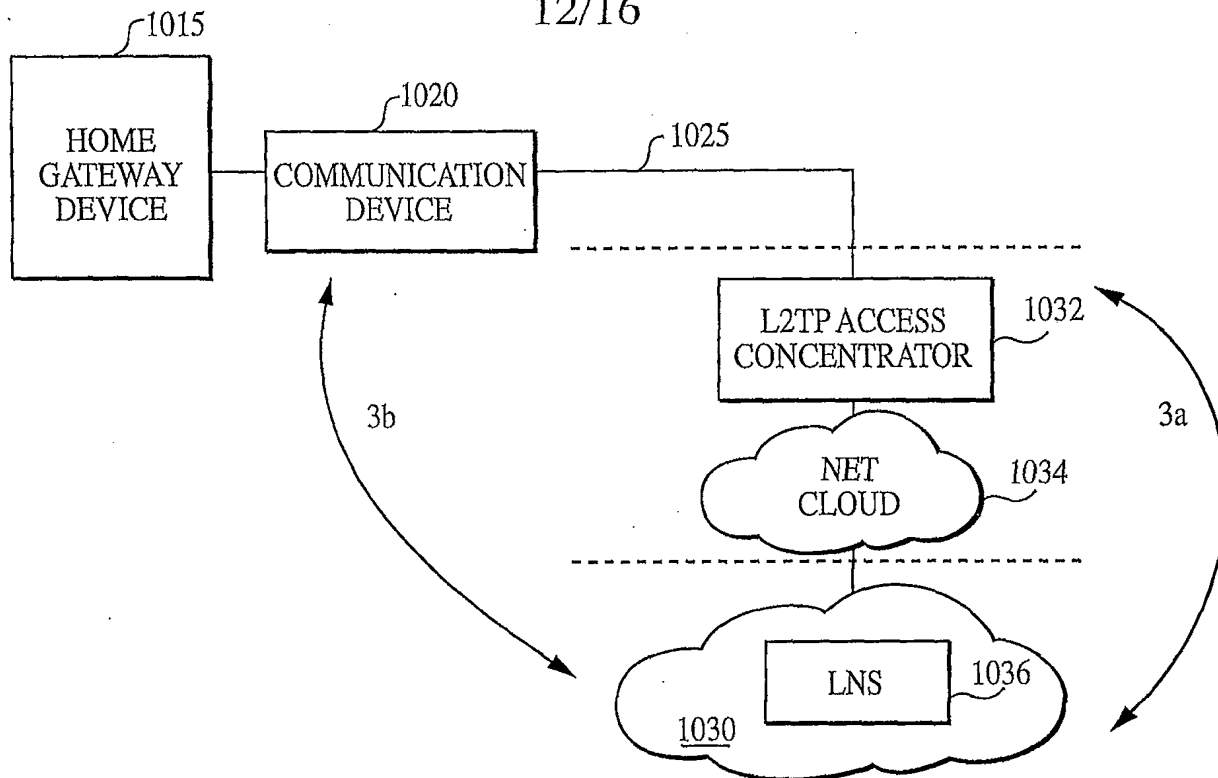 12/16
1015
HOME
GATEWAY
DEVICE
1020
COMMUNICATION
DEVICE
1025
L2TP ACCESS
CONCENTRATOR
1032
3b
3a
NET
CLOUD
1034
LNS
1036
1030